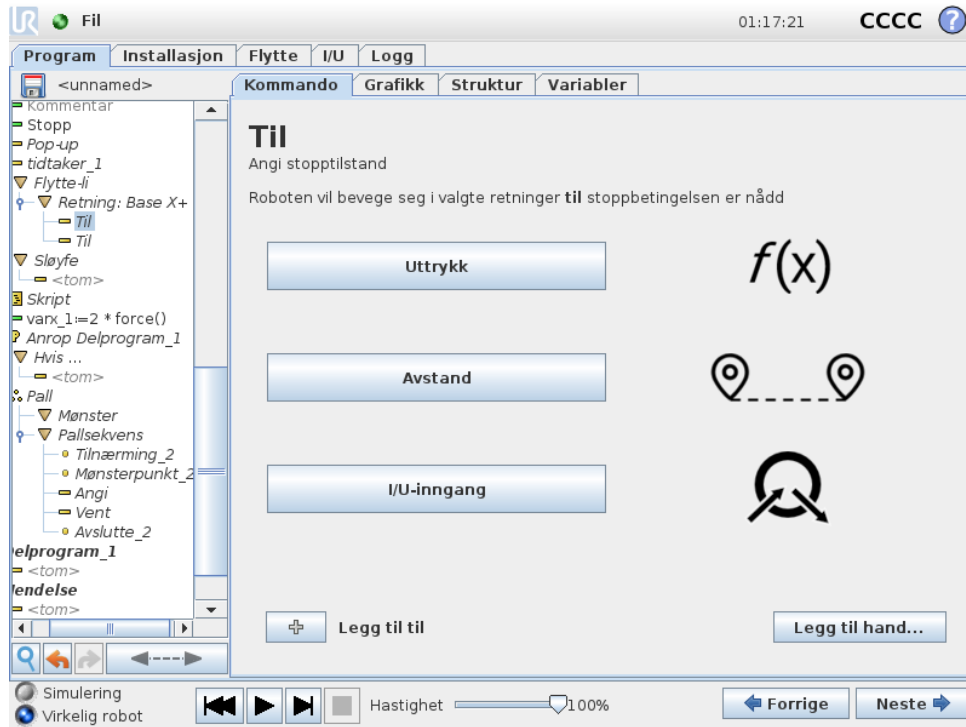 UR Fil 01:17:21 CCCC ?
Program Installasjon Flytte I/U Logg
<unnamed>
Kommando Grafikk Struktur Variabler
Kommentar
Stopp
Pop-up
tidtaker_1
Flytte-li
Retning: Base X+
Til
Til
Sløyfe
<tom>
Skript
varx_1:=2 * force()
Anrop Delprogram_1
Hvis ...
<tom>
Pall
Mønster
Pallsekvens
Tilnærming_2
Mønsterpunkt_2
Angi
Vent
Avslutte_2
elprogram_1
<tom>
endelse
<tom>
Til
Angi stopptilstand
Roboten vil bevege seg i valgte retninger til stoppbetingelsen er nådd
Uttrykk
f(x)
Avstand
I/U-inngang
Legg til til
Legg til hand...
Simulering
Virkelig robot
Hastighet 100%
Forrige
Neste